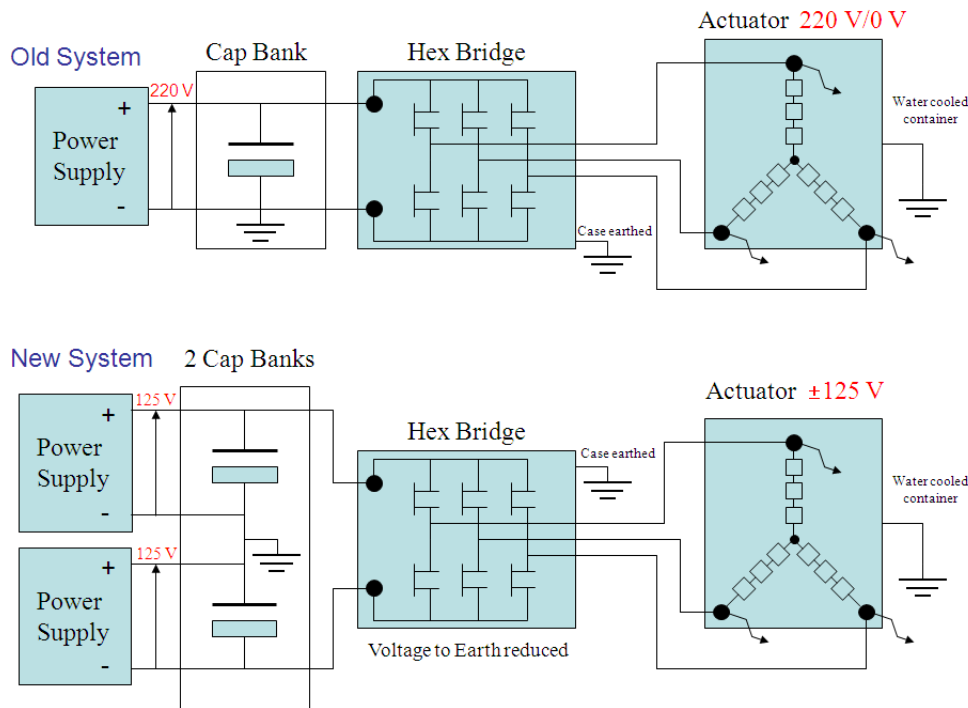 Actuator 220 V/0 V
Old System
Cap Bank
Hex Bridge
220 V
+
Power
Supply
-
Water cooled
container
Case earthed
New System
2 Cap Banks
Actuator ±125 V
125 V
+
Power
Supply
-
Hex Bridge
Case earthed
Water cooled
container
125 V
+
Power
Supply
-
Voltage to Earth reduced